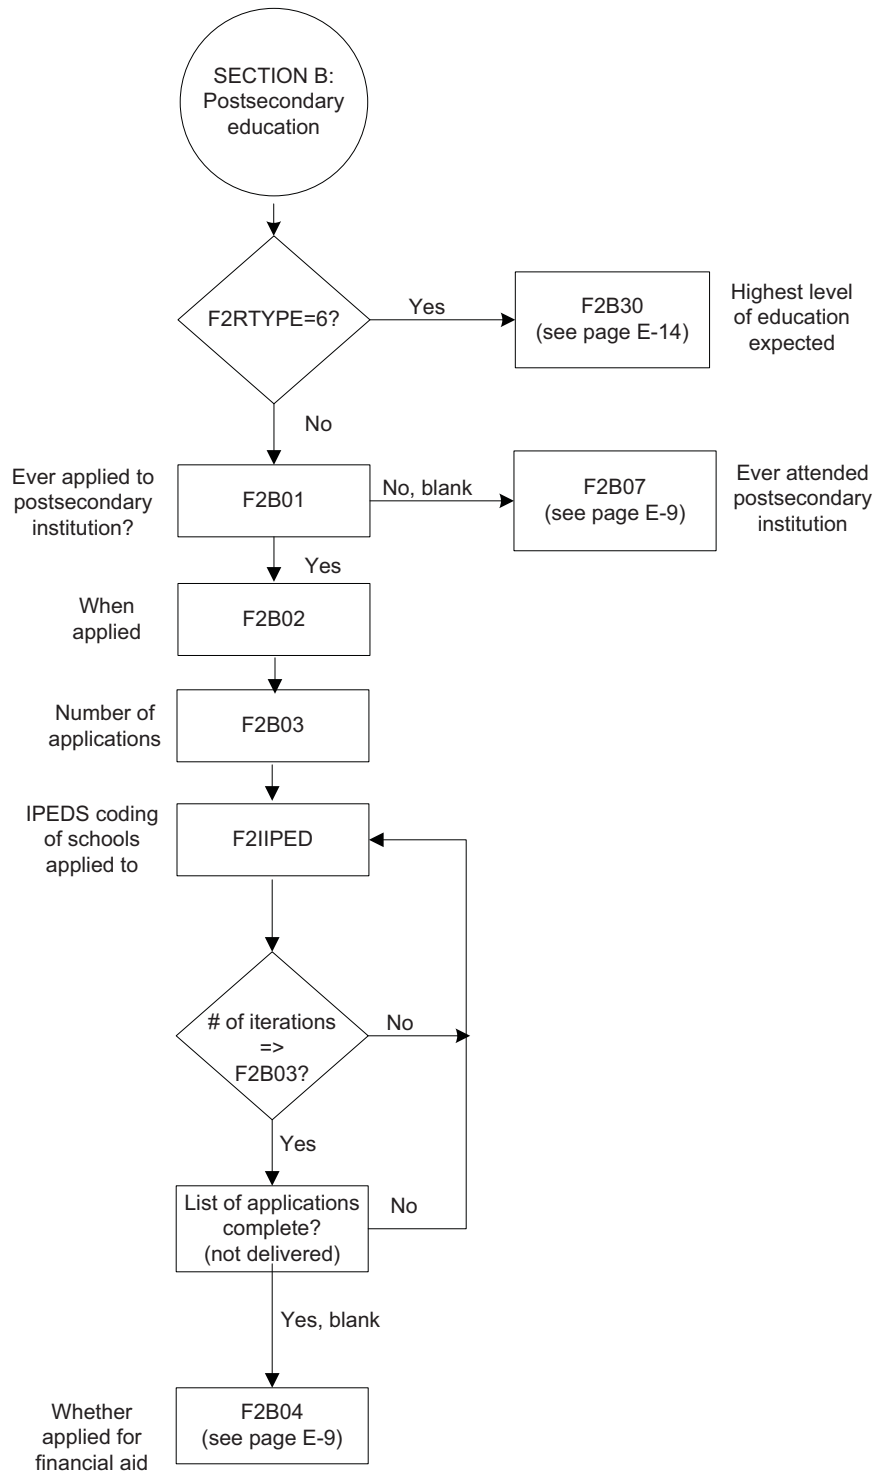 SECTION B:
Postsecondary
education
F2RTYPE=6?
Yes
F2B30
(see page E-14)
Highest level
of education
expected
No
Ever applied to
postsecondary
institution?
F2B01
No, blank
F2B07
(see page E-9)
Ever attended
postsecondary
institution
Yes
When
applied
F2B02
Number of
applications
F2B03
IPEDS coding
of schools
applied to
F2IIPED
# of iterations
=>
F2B03?
No
Yes
List of applications
complete?
(not delivered)
No
Yes, blank
Whether
applied for
financial aid
F2B04
(see page E-9)